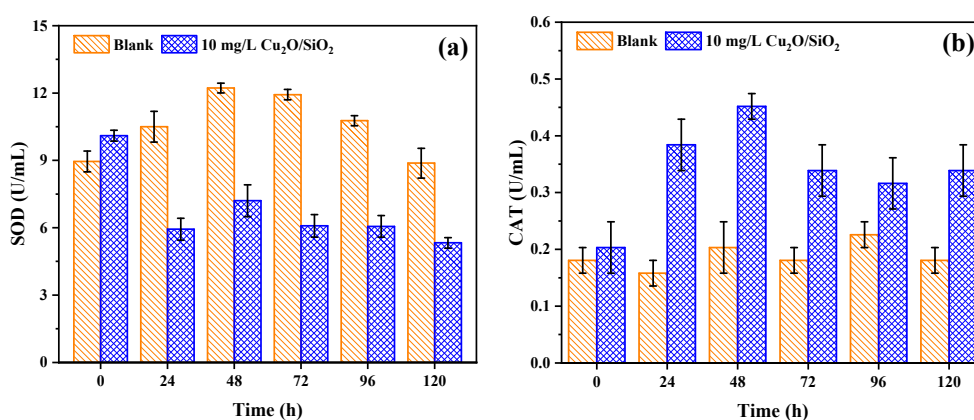 Blank
10 mg/L Cu₂O/SiO₂
(a)
SOD (U/mL)
15
12
9
6
3
0
0 24 48 72 96 120
Time (h)
Blank
10 mg/L Cu₂O/SiO₂
(b)
CAT (U/mL)
0.6
0.5
0.4
0.3
0.2
0.1
0.0
0 24 48 72 96 120
Time (h)